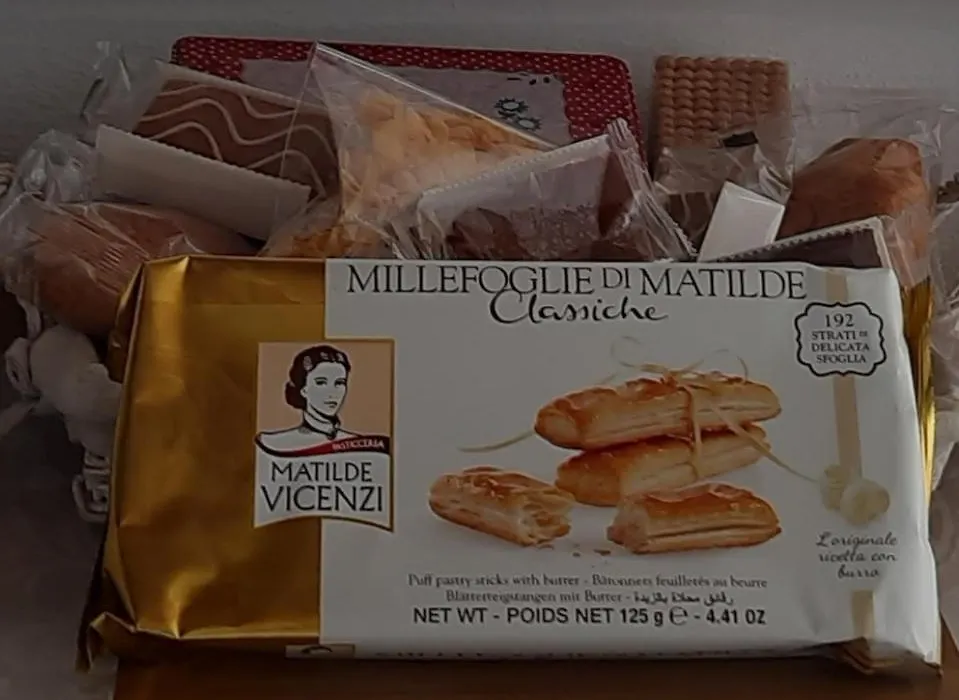 MILLEFOGLIE DI MATILDE
Classiche
192
STRATI DI
DELICATA
SFOGLIA
PASTICCERIA
MATILDE
VICENZI
L'originale
ricetta con
burro
Puff pastry sticks with butter - Bâtonnets feuilletés au beurre
Blätterteigstangen mit Butter - رقائق محلاة بالزبدة
NET WT - POIDS NET 125 g ℮ - 4.41 OZ